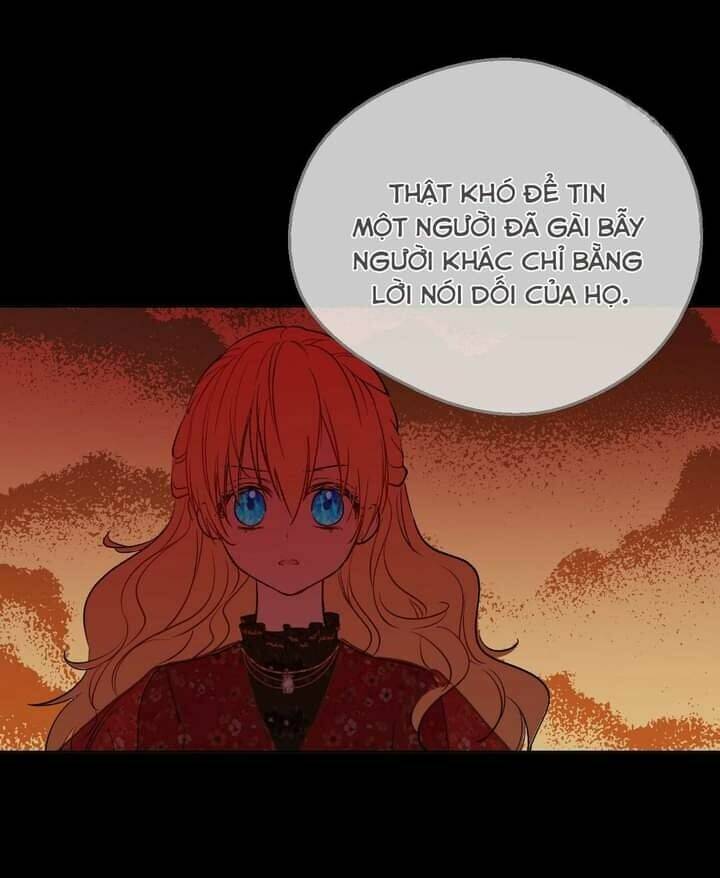 THẬT KHÓ ĐỂ TIN
MỘT NGƯỜI ĐÃ GÀI BẪY
NGƯỜI KHÁC CHỈ BẰNG
LỜI NÓI DỐI CỦA HỌ.